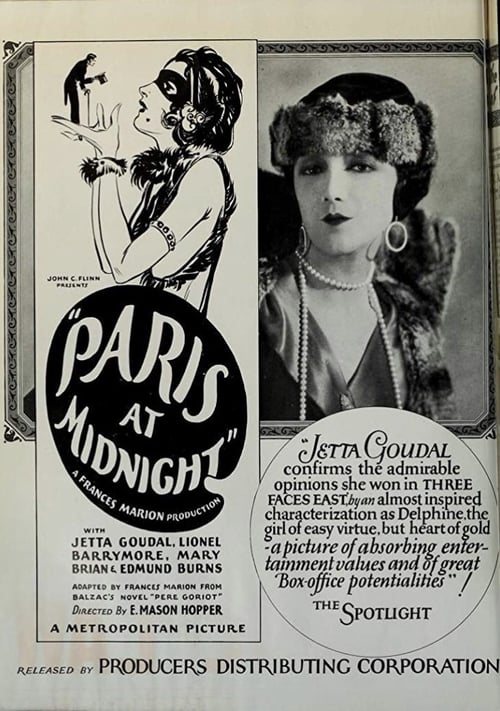 JOHN C. FLINN
PRESENTS
"PARIS
AT
MIDNIGHT"
A FRANCES MARION PRODUCTION
WITH
JETTA GOUDAL, LIONEL
BARRYMORE, MARY
BRIAN & EDMUND BURNS
ADAPTED BY FRANCES MARION FROM
BALZAC'S NOVEL "PERE GORIOT"
DIRECTED By E. MASON HOPPER
A METROPOLITAN PICTURE
"JETTA GOUDAL
confirms the admirable
opinions she won in THREE
FACES EAST, by an almost inspired
characterization as Delphine, the
girl of easy virtue, but heart of gold
-a picture of absorbing enter-
tainment values and of great
Box-office potentialities"!
THE SPOTLIGHT
RELEASED BY PRODUCERS DISTRIBUTING CORPORATION